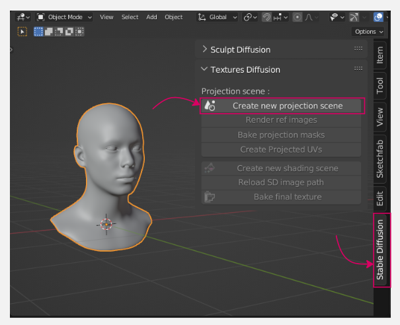 Object Mode View Select Add Object Global
Options
Sculpt Diffusion
Textures Diffusion
Projection scene :
Create new projection scene
Render ref images
Bake projection masks
Create Projected UVs
Create new shading scene
Reload SD image path
Bake final texture
Item
Tool
View
Sketchfab
Edit
Stable Diffusion